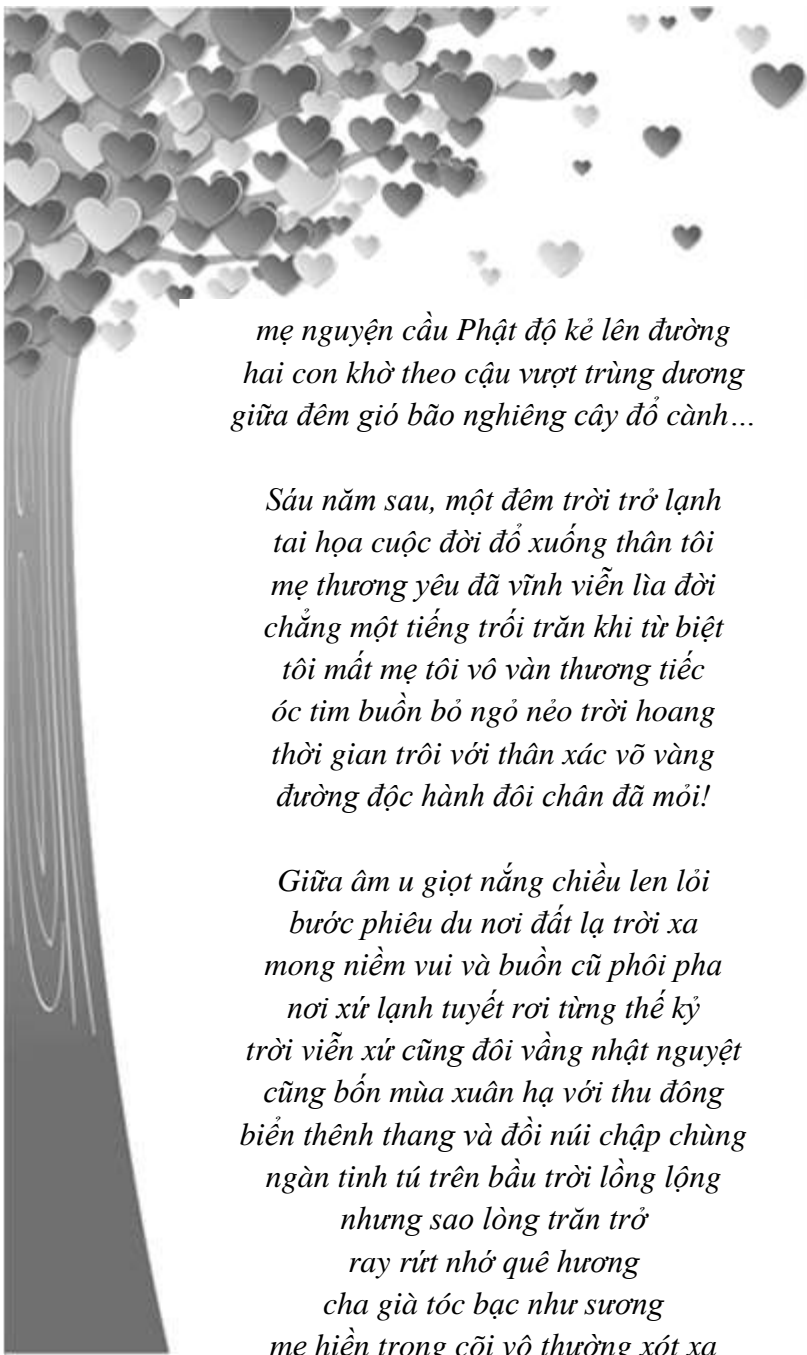 mẹ nguyện cầu Phật độ kẻ lên đường
hai con khờ theo cậu vượt trùng dương
giữa đêm gió bão nghiêng cây đổ cành…
Sáu năm sau, một đêm trời trở lạnh
tai họa cuộc đời đổ xuống thân tôi
mẹ thương yêu đã vĩnh viễn lìa đời
chẳng một tiếng trối trăn khi từ biệt
tôi mất mẹ tôi vô vàn thương tiếc
óc tim buồn bỏ ngỏ nẻo trời hoang
thời gian trôi với thân xác võ vàng
đường độc hành đôi chân đã mỏi!
Giữa âm u giọt nắng chiều len lỏi
bước phiêu du nơi đất lạ trời xa
mong niềm vui và buồn cũ phôi pha
nơi xứ lạnh tuyết rơi từng thế kỷ
trời viễn xứ cũng đôi vầng nhật nguyệt
cũng bốn mùa xuân hạ với thu đông
biển thênh thang và đồi núi chập chùng
ngàn tinh tú trên bầu trời lồng lộng
nhưng sao lòng trăn trở
ray rứt nhớ quê hương
cha già tóc bạc như sương
mẹ hiền trong cõi vô thường xót xa